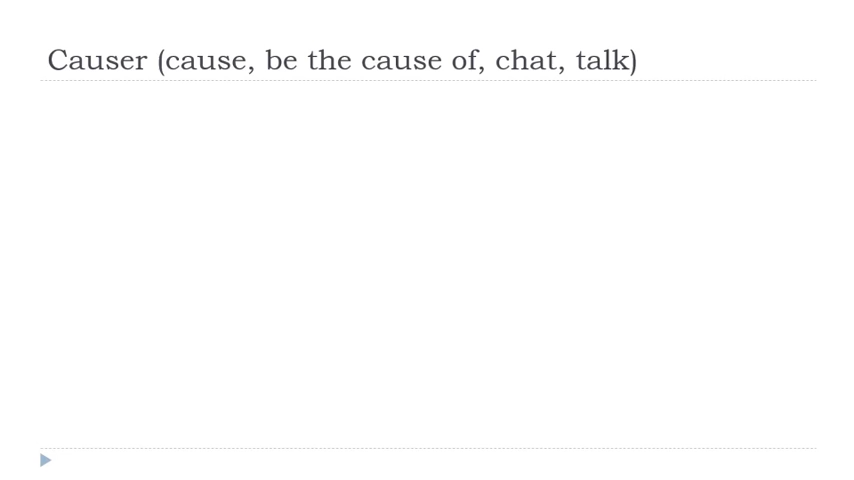 Causer (cause, be the cause of, chat, talk)